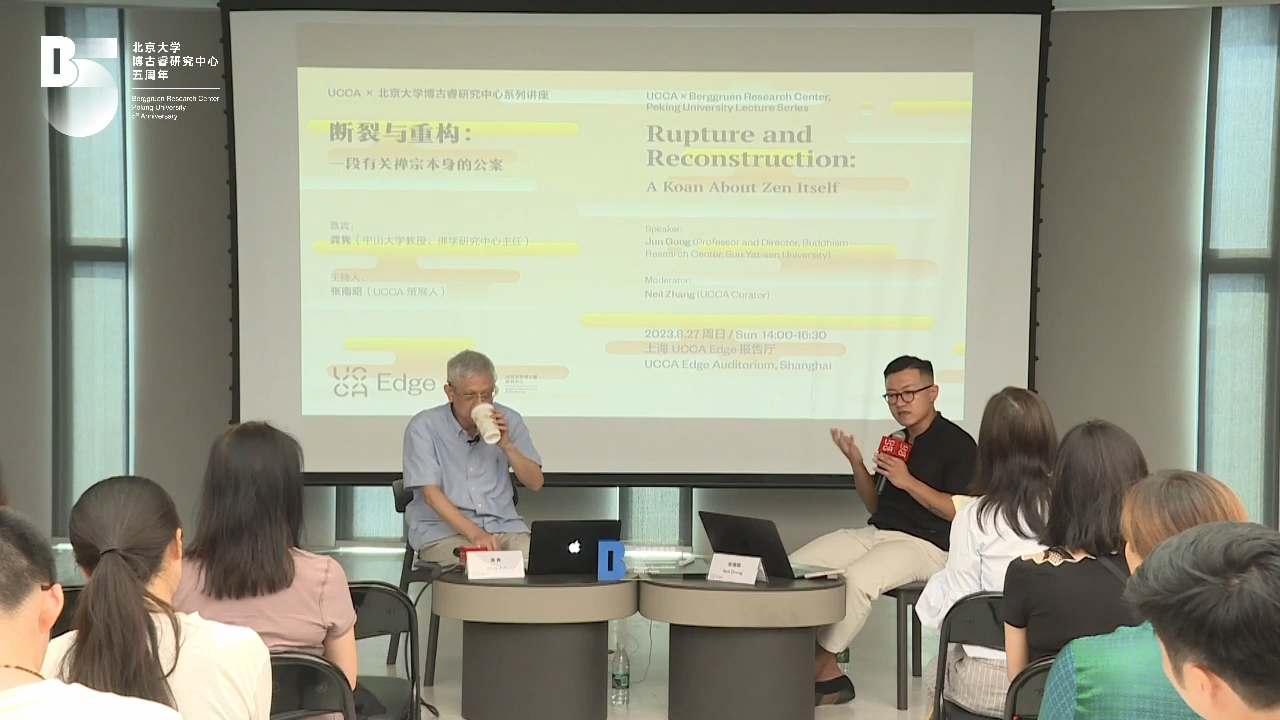 北京大学
博古睿研究中心
五周年
Berggruen Research Center
Peking University
5th Anniversary
UCCA × 北京大学博古睿研究中心系列讲座
断裂与重构：
一段有关禅宗本身的公案
嘉宾：
龚隽（中山大学教授、佛学研究中心主任）
主持人：
张南昭（UCCA 策展人）
UCCA Edge
UCCA × Berggruen Research Center,
Peking University Lecture Series
Rupture and
Reconstruction:
A Koan About Zen Itself
Speaker:
Jun Gong (Professor and Director, Buddhism
Research Center, Sun Yat-sen University)
Moderator:
Neil Zhang (UCCA Curator)
2023.8.27 周日 / Sun 14:00-16:30
上海 UCCA Edge 报告厅
UCCA Edge Auditorium, Shanghai
UCCA
张南昭
Neil Zhang
B